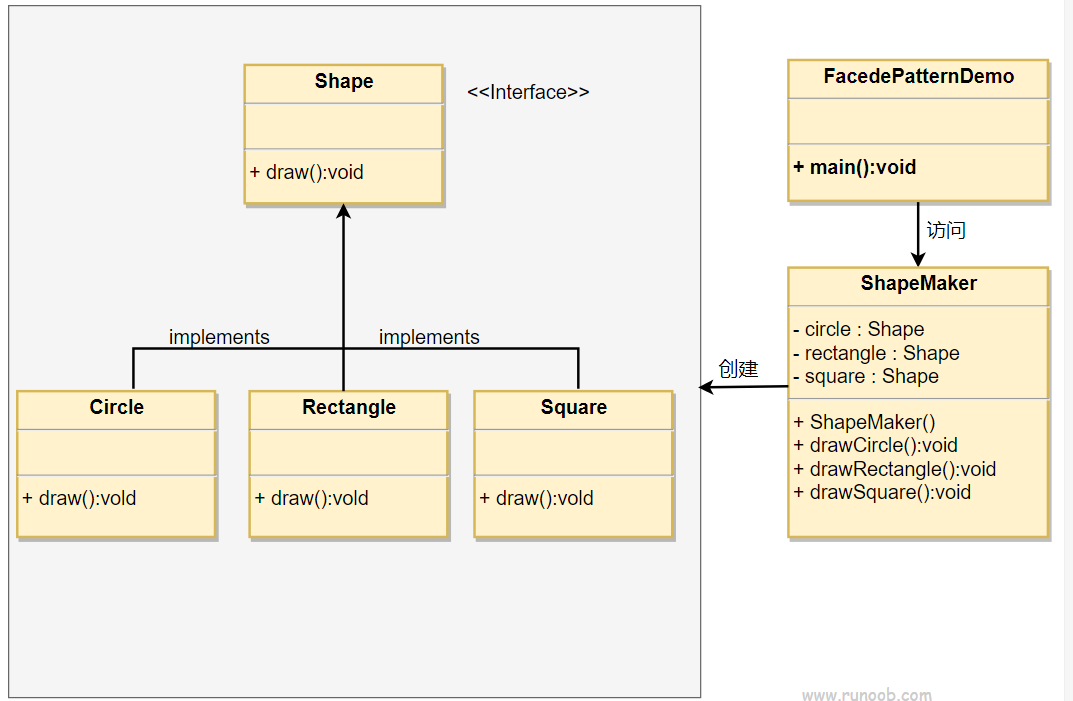 Shape
<<Interface>>
+ draw():void
implements
implements
Circle
+ draw():vold
Rectangle
+ draw():vold
Square
+ draw():vold
FacedePatternDemo
+ main():void
访问
创建
ShapeMaker
- circle : Shape
- rectangle : Shape
- square : Shape
+ ShapeMaker()
+ drawCircle():void
+ drawRectangle():void
+ drawSquare():void
www.runoob.com